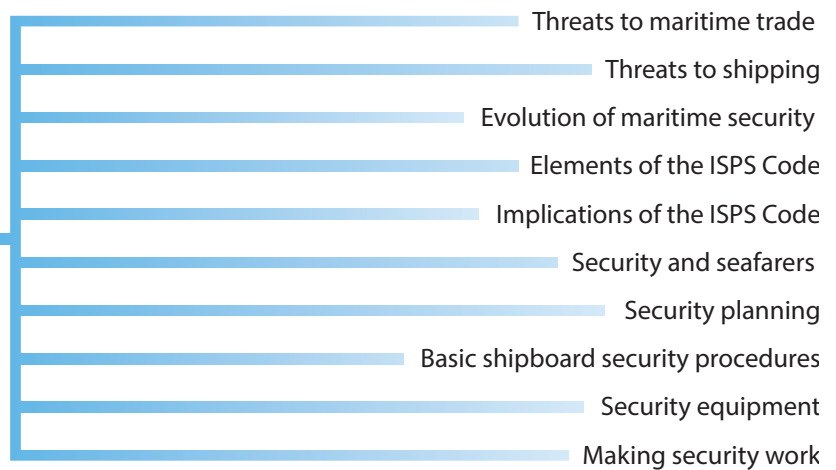 Threats to maritime trade
Threats to shipping
Evolution of maritime security
Elements of the ISPS Code
Implications of the ISPS Code
Security and seafarers
Security planning
Basic shipboard security procedures
Security equipment
Making security work